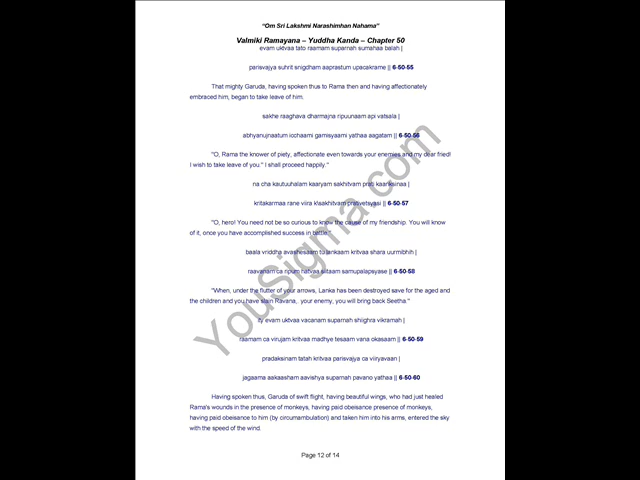 "Om Sri Lakshmi Narashimhan Nahama"
Valmiki Ramayana – Yuddha Kanda – Chapter 50
evam uktvaa tato raamam suparnah sumahaa balah |
parisvajya suhrit snigdham aaprastum upacakrame || 6-50-55
That mighty Garuda, having spoken thus to Rama then and having affectionately
embraced him, began to take leave of him.
sakhe raaghava dharmajna ripuunaam api vatsala |
abhyanujnaatum icchaami gamisyaami yathaa aagatam || 6-50-56
"O, Rama the knower of piety, affectionate even towards your enemies and my dear friend!
I wish to take leave of you." I shall proceed happily."
na cha kautuuhalam kaaryam sakhitvam prati
kritakarmaa rane viira pratvetsyasi || 6-50-57
"O, hero! You need not be so curious to know the cause of my friendship. You will know
of it, once you have accomplished success in battle."
baala vriddha avashesaam tu lankaam kritvaa shara uurmibhih |
raavanam ca ripum hatvaa siitaam samupalapsyase || 6-50-58
"When, under the flutter of your arrows, Lanka has been destroyed save for the aged and
the children and you have slain Ravana, your enemy, you will bring back Seetha."
ity evam uktvaa vacanam suparnah shiighra vikramah |
raamam ca virujam kritvaa madhye tesaam vana okasaam || 6-50-59
pradaksinam tatah kritvaa parisvajya ca viiryavaan |
jagaama aakaasham aavishya suparnah pavano yathaa || 6-50-60
Having spoken thus, Garuda of swift flight, having beautiful wings, who had just healed
Rama's wounds in the presence of monkeys, having paid obeisance presence of monkeys,
having paid obeisance to him (by circumambulation) and taken him into his arms, entered the sky
with the speed of the wind.
Page 12 of 14
YouSigma.com